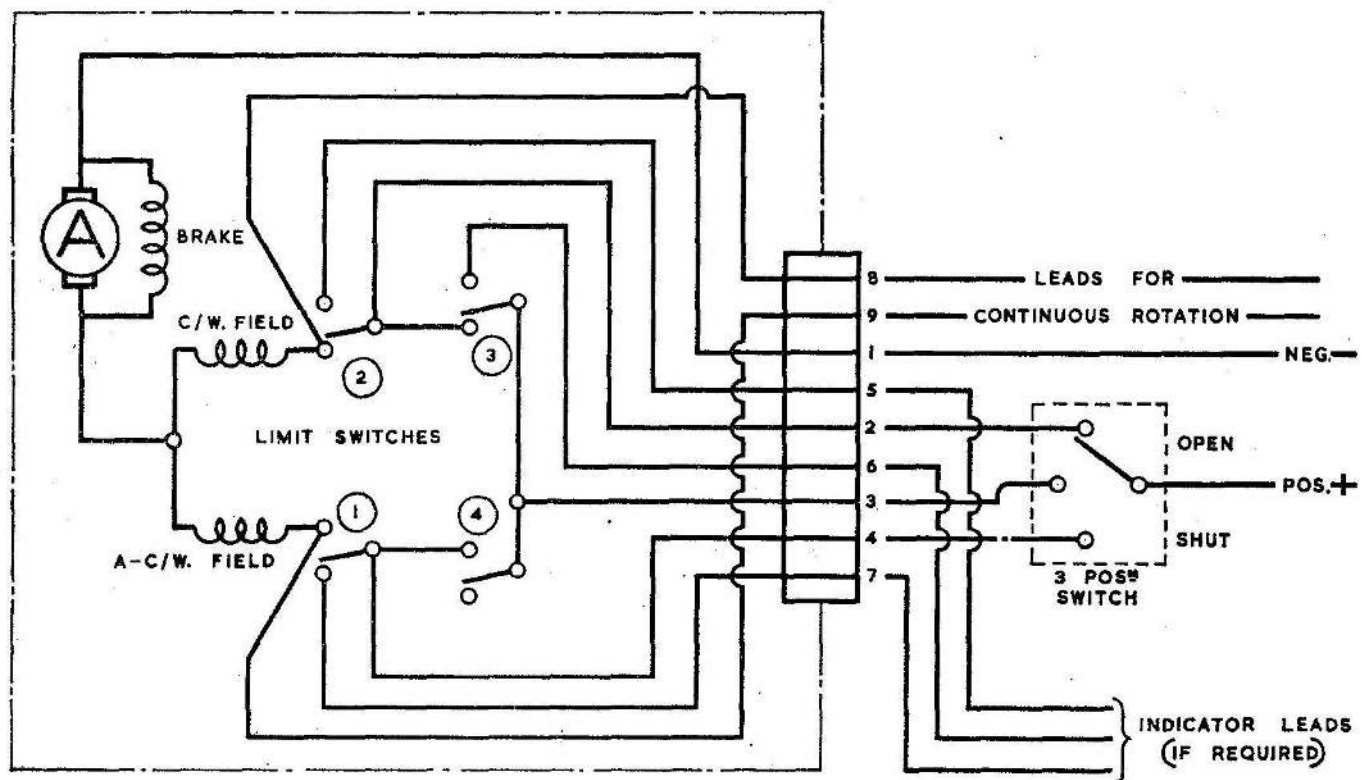 A
BRAKE
C/W. FIELD
2
3
LIMIT SWITCHES
1
4
A-C/W. FIELD
8
LEADS FOR
9
CONTINUOUS ROTATION
1
NEG.-
5
2
OPEN
6
3
POS.+
4
SHUT
7
3 POSN
SWITCH
INDICATOR LEADS
(IF REQUIRED)